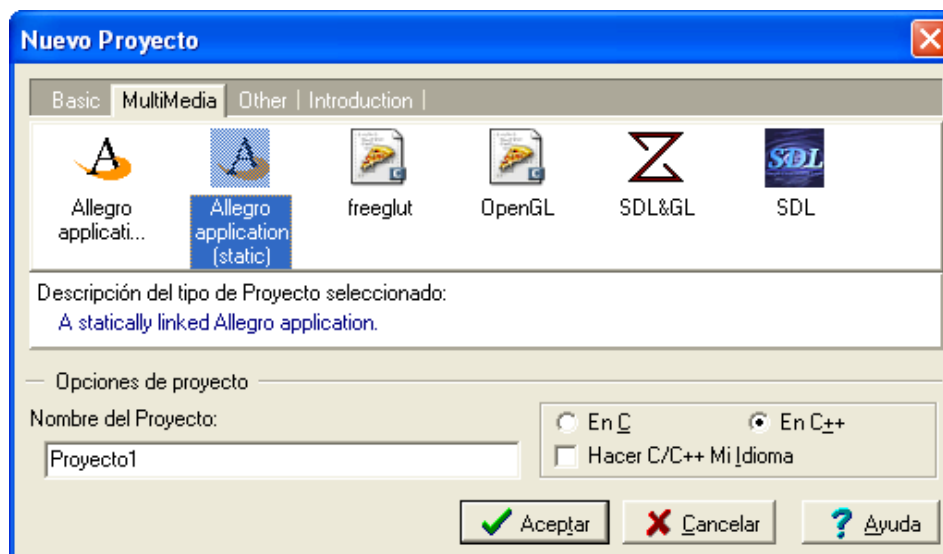 Nuevo Proyecto
Basic MultiMedia Other Introduction
Allegro applicati...
Allegro application (static)
freeglut
OpenGL
SDL&GL
SDL
SDL
Descripción del tipo de Proyecto seleccionado:
A statically linked Allegro application.
Opciones de proyecto
Nombre del Proyecto:
En C En C++
Proyecto1
Hacer C/C++ Mi Idioma
Aceptar Cancelar Ayuda